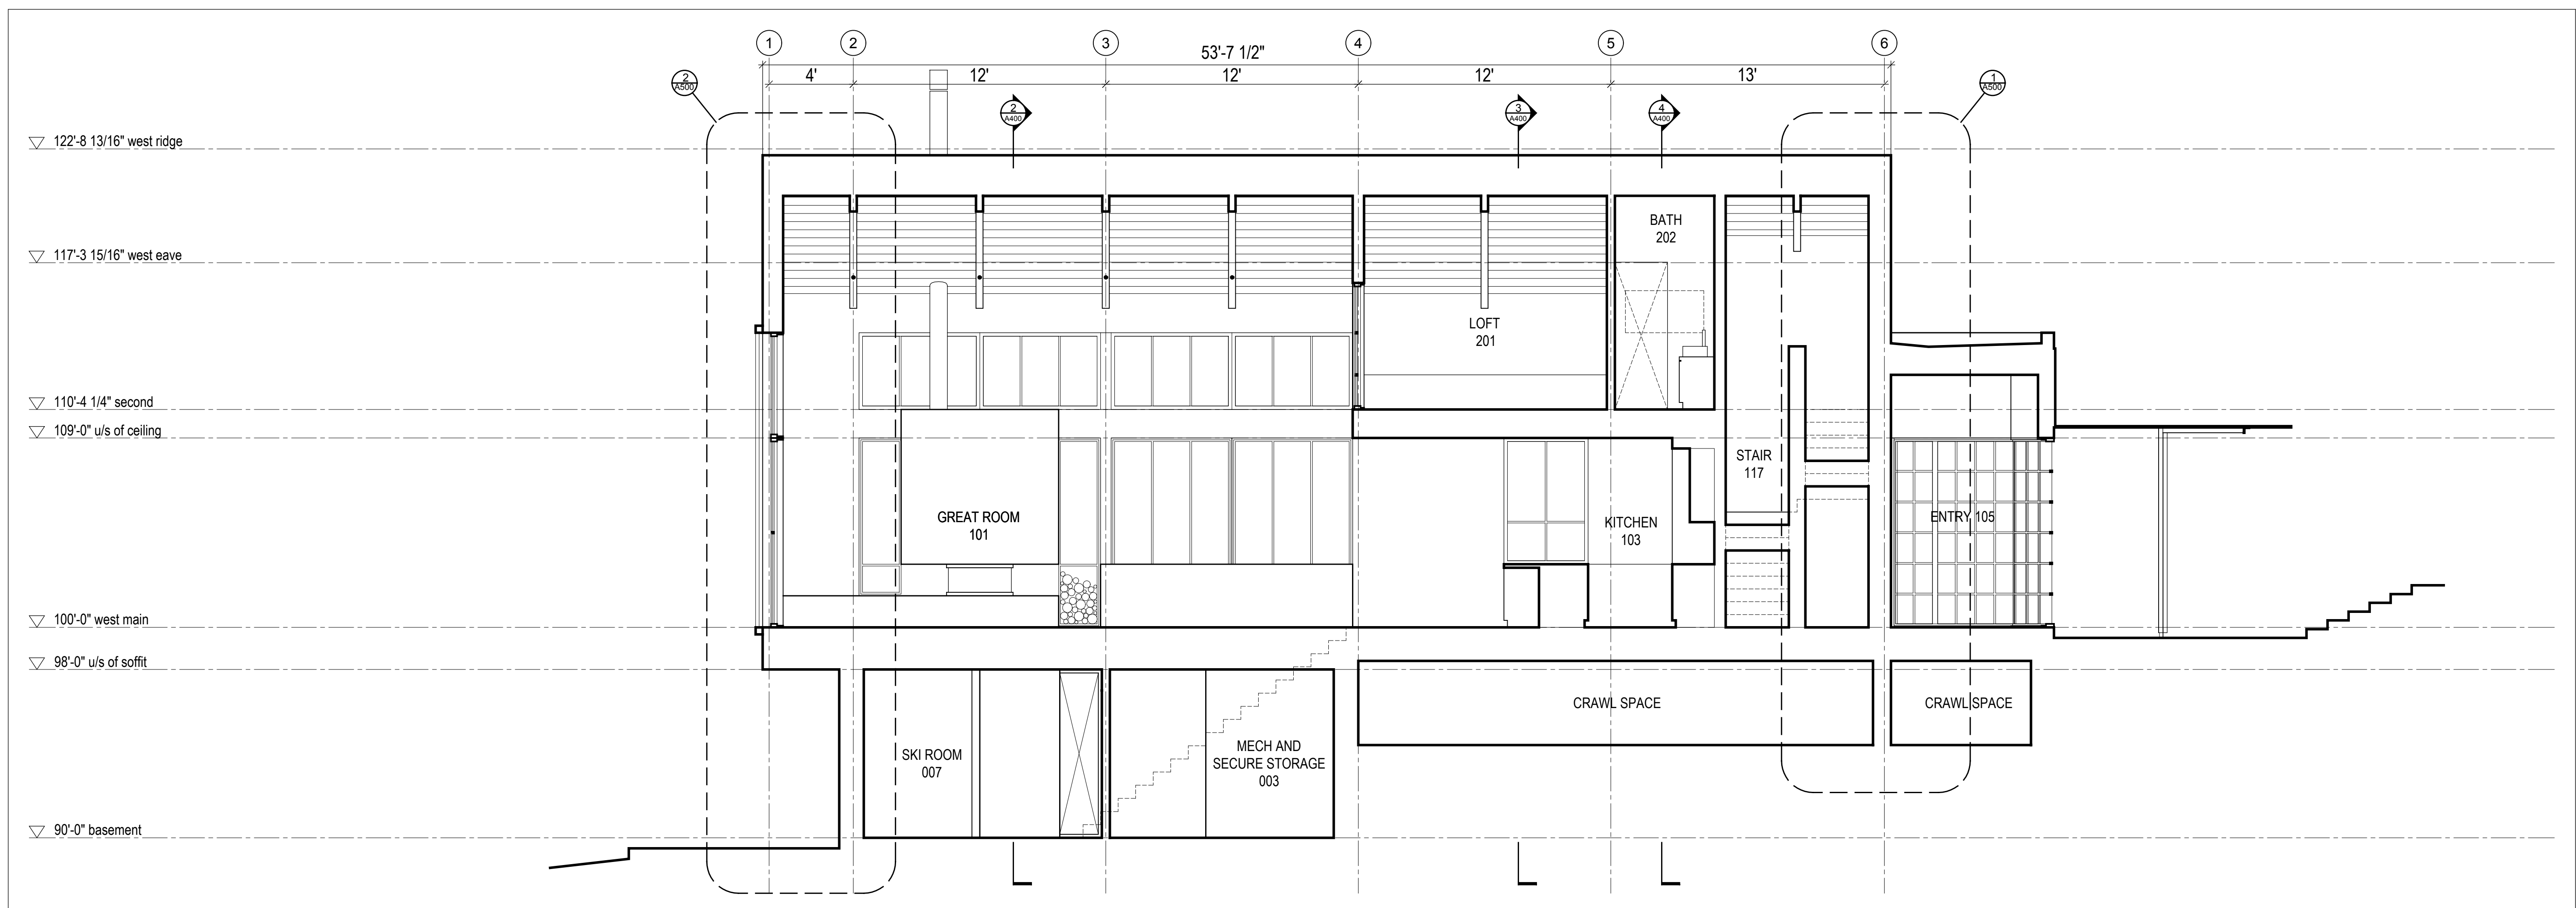 1
2
3
4
5
6
53'-7 1/2"
4'
12'
12'
12'
13'
2
A500
2
A400
3
A400
4
A400
1
A500
122'-8 13/16" west ridge
117'-3 15/16" west eave
110'-4 1/4" second
109'-0" u/s of ceiling
100'-0" west main
98'-0" u/s of soffit
90'-0" basement
BATH
202
LOFT
201
STAIR
117
GREAT ROOM
101
KITCHEN
103
ENTRY 105
CRAWL SPACE
CRAWL SPACE
SKI ROOM
007
MECH AND
SECURE STORAGE
003